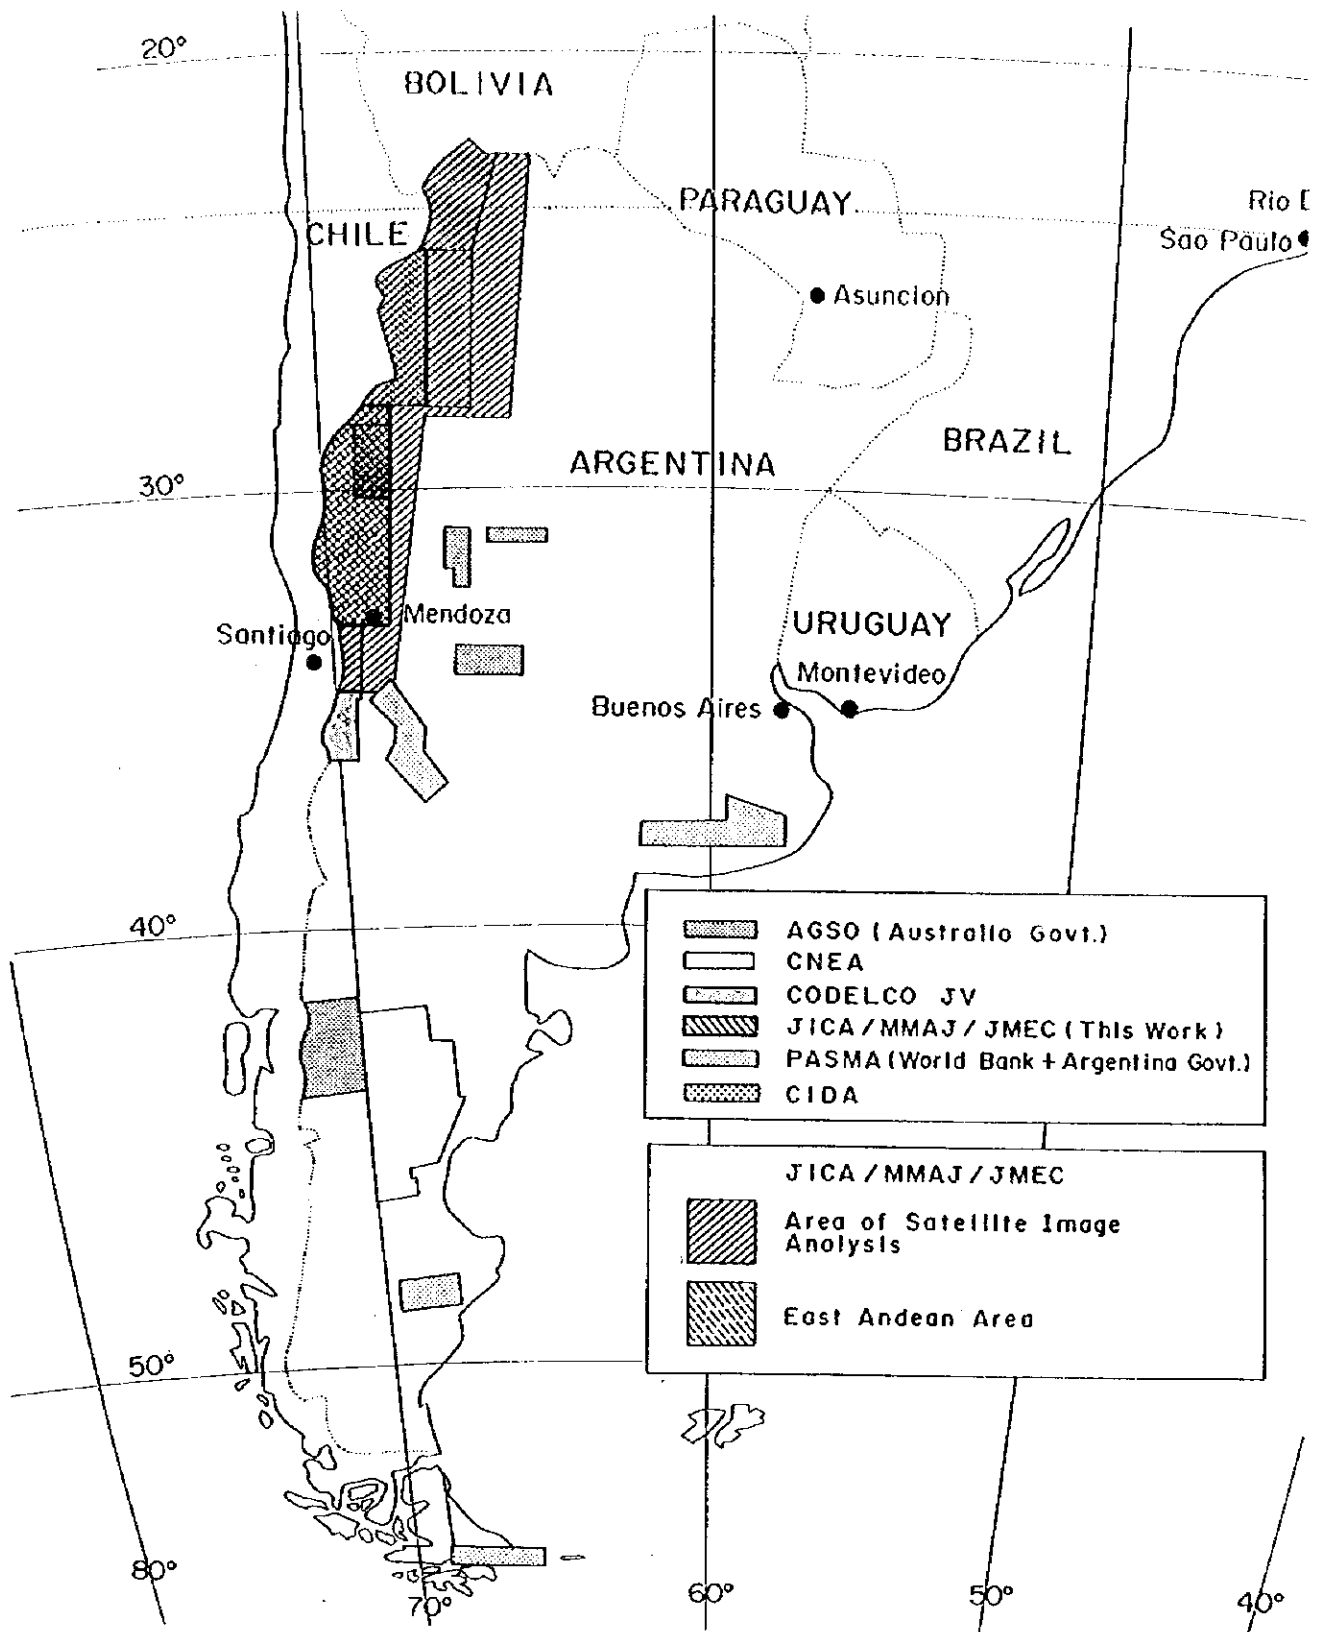 20°
BOLIVIA
PARAGUAY
Rio
CHILE
Sao Paulo
Asuncion
BRAZIL
ARGENTINA
30°
Mendoza
Santiago
URUGUAY
Montevideo
Buenos Aires
40°
AGSO (Australia Govt.)
CNEA
CODELCO JV
JICA/MMAJ/JMEC (This Work)
PASMA (World Bank + Argentina Govt.)
CIDA
JICA/MMAJ/JMEC
Area of Satellite Image
Analysis
East Andean Area
50°
80°
70°
60°
50°
40°